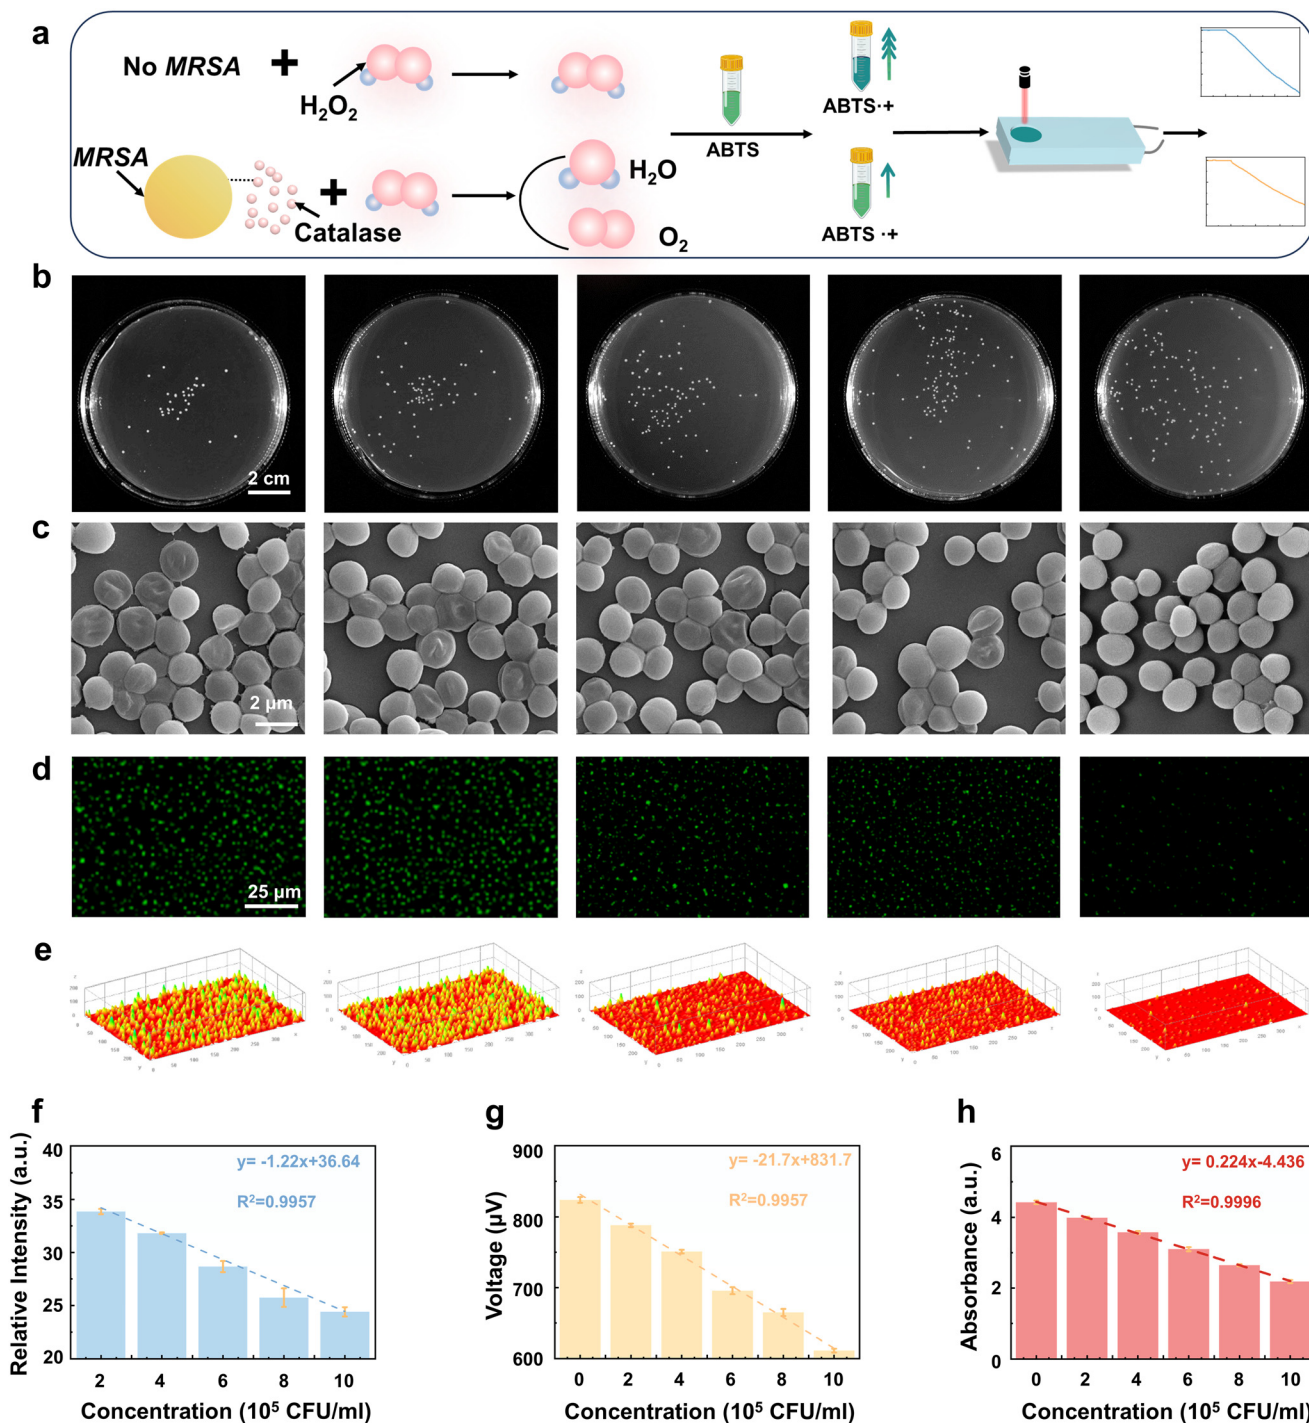 a
No MRSA
+
H₂O₂
ABTS
ABTS·+
MRSA
+
Catalase
H₂O
O₂
ABTS ·+
b
2 cm
c
2 μm
d
25 μm
e
f
Relative Intensity (a.u.)
40
35
30
25
20
y= -1.22x+36.64
R²=0.9957
2 4 6 8 10
Concentration (10⁵ CFU/ml)
g
Voltage (μV)
900
800
700
600
y= -21.7x+831.7
R²=0.9957
0 2 4 6 8 10
Concentration (10⁵ CFU/ml)
h
Absorbance (a.u.)
6
4
2
0
y= 0.224x-4.436
R²=0.9996
0 2 4 6 8 10
Concentration (10⁵ CFU/ml)